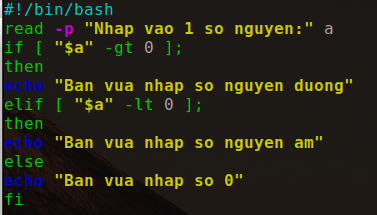 #!/bin/bash
read -p "Nhap vao 1 so nguyen:" a
if [ "$a" -gt 0 ];
then
echo "Ban vua nhap so nguyen duong"
elif [ "$a" -lt 0 ];
then
echo "Ban vua nhap so nguyen am"
else
echo "Ban vua nhap so 0"
fi